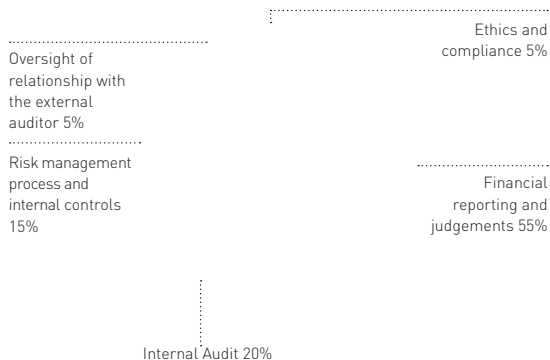 Ethics and
compliance 5%
Oversight of
relationship with
the external
auditor 5%
Risk management
process and
internal controls
15%
Financial
reporting and
judgements 55%
Internal Audit 20%